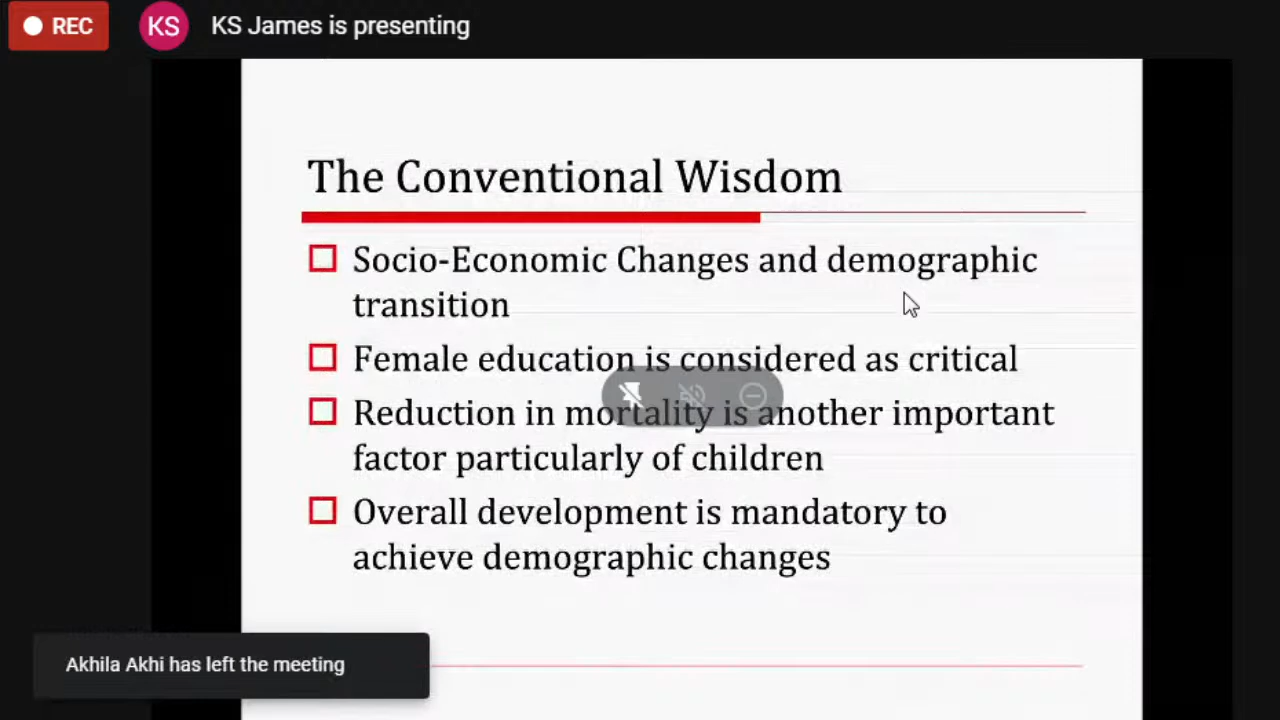 REC
KS
KS James is presenting
The Conventional Wisdom
Socio-Economic Changes and demographic
transition
Female education is considered as critical
Reduction in mortality is another important
factor particularly of children
Overall development is mandatory to
achieve demographic changes
Akhila Akhi has left the meeting